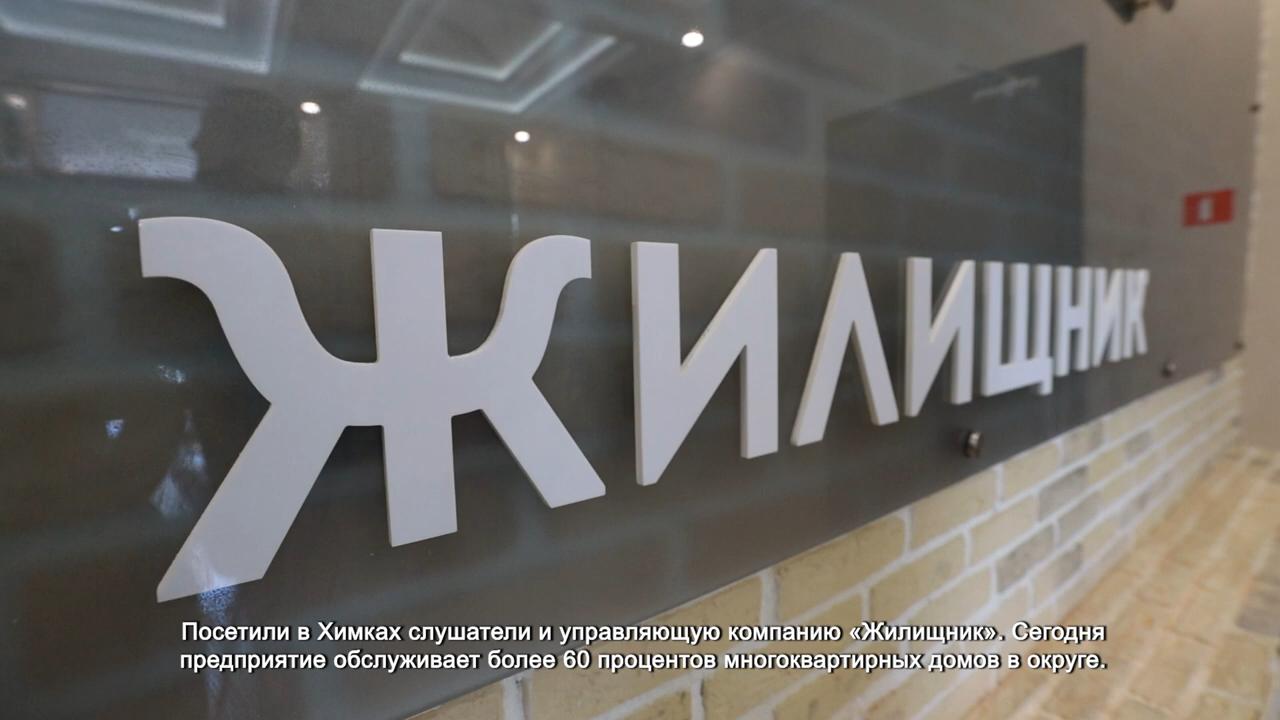 ЖИЛИЩНИК
Посетили в Химках слушатели и управляющую компанию «Жилищник». Сегодня
предприятие обслуживает более 60 процентов многоквартирных домов в округе.